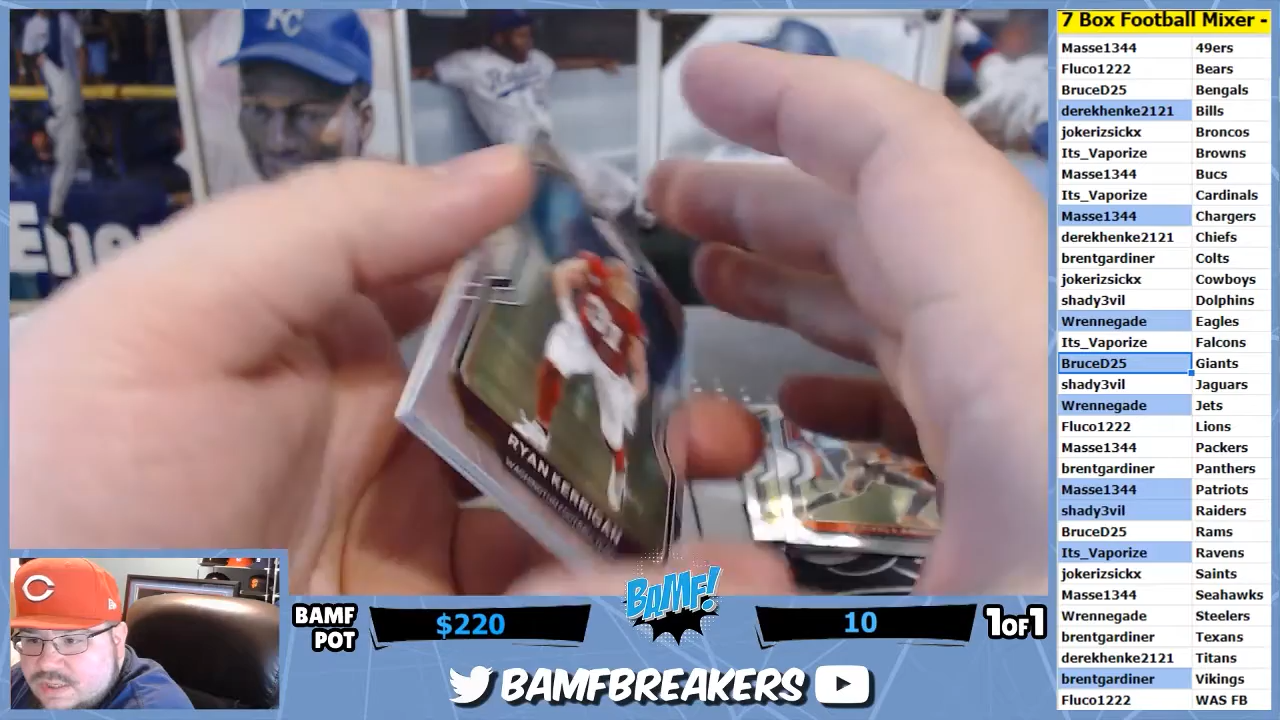 7 Box Football Mixer -
Masse1344 49ers
Fluco1222 Bears
BruceD25 Bengals
derekhenke2121 Bills
jokerizsickx Broncos
Its_Vaporize Browns
Masse1344 Bucs
Its_Vaporize Cardinals
Masse1344 Chargers
derekhenke2121 Chiefs
brentgardiner Colts
jokerizsickx Cowboys
shady3vil Dolphins
Wrennegade Eagles
Its_Vaporize Falcons
BruceD25 Giants
shady3vil Jaguars
Wrennegade Jets
Fluco1222 Lions
Masse1344 Packers
brentgardiner Panthers
Masse1344 Patriots
shady3vil Raiders
BruceD25 Rams
Its_Vaporize Ravens
jokerizsickx Saints
Masse1344 Seahawks
Wrennegade Steelers
brentgardiner Texans
derekhenke2121 Titans
brentgardiner Vikings
Fluco1222 WAS FB
KC
RYAN KERRIGAN
C
BAMF POT
$220
BAMF!
10
1OF1
BAMFBREAKERS